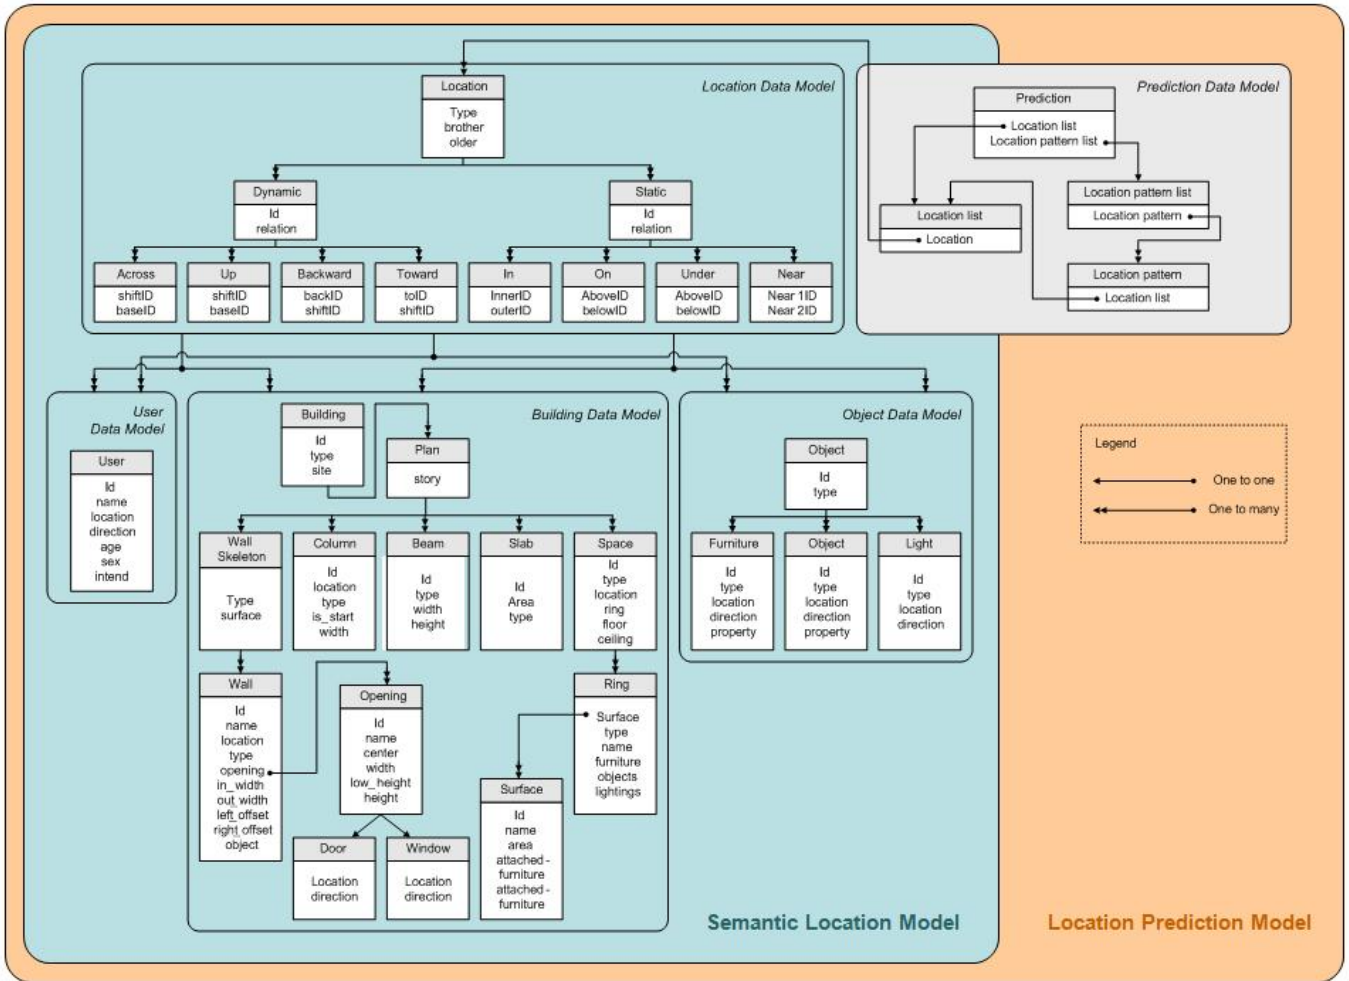 Location Data Model
Location
Type
brother
older
Dynamic
Id
relation
Static
Id
relation
Across
shiftID
baseID
Up
shiftID
baseID
Backward
backID
shiftID
Toward
toID
shiftID
In
InnerID
outerID
On
AboveID
belowID
Under
AboveID
belowID
Near
Near 1ID
Near 2ID
Prediction Data Model
Prediction
Location list
Location pattern list
Location list
Location
Location pattern list
Location pattern
Location pattern
Location list
User
Data Model
User
Id
name
location
direction
age
sex
intend
Building Data Model
Building
Id
type
site
Plan
story
Wall
Skeleton
Type
surface
Column
Id
location
type
is_start
width
Beam
Id
type
width
height
Slab
Id
Area
type
Space
Id
type
location
ring
floor
ceiling
Wall
Id
name
location
type
opening
in_width
out_width
left_offset
right_offset
object
Opening
Id
name
center
width
low_height
height
Door
Location
direction
Window
Location
direction
Ring
Surface
type
name
furniture
objects
lightings
Surface
Id
name
area
attached-
furniture
attached-
furniture
Object Data Model
Object
Id
type
Furniture
Id
type
location
direction
property
Object
Id
type
location
direction
property
Light
Id
type
location
direction
Legend
One to one
One to many
Semantic Location Model
Location Prediction Model